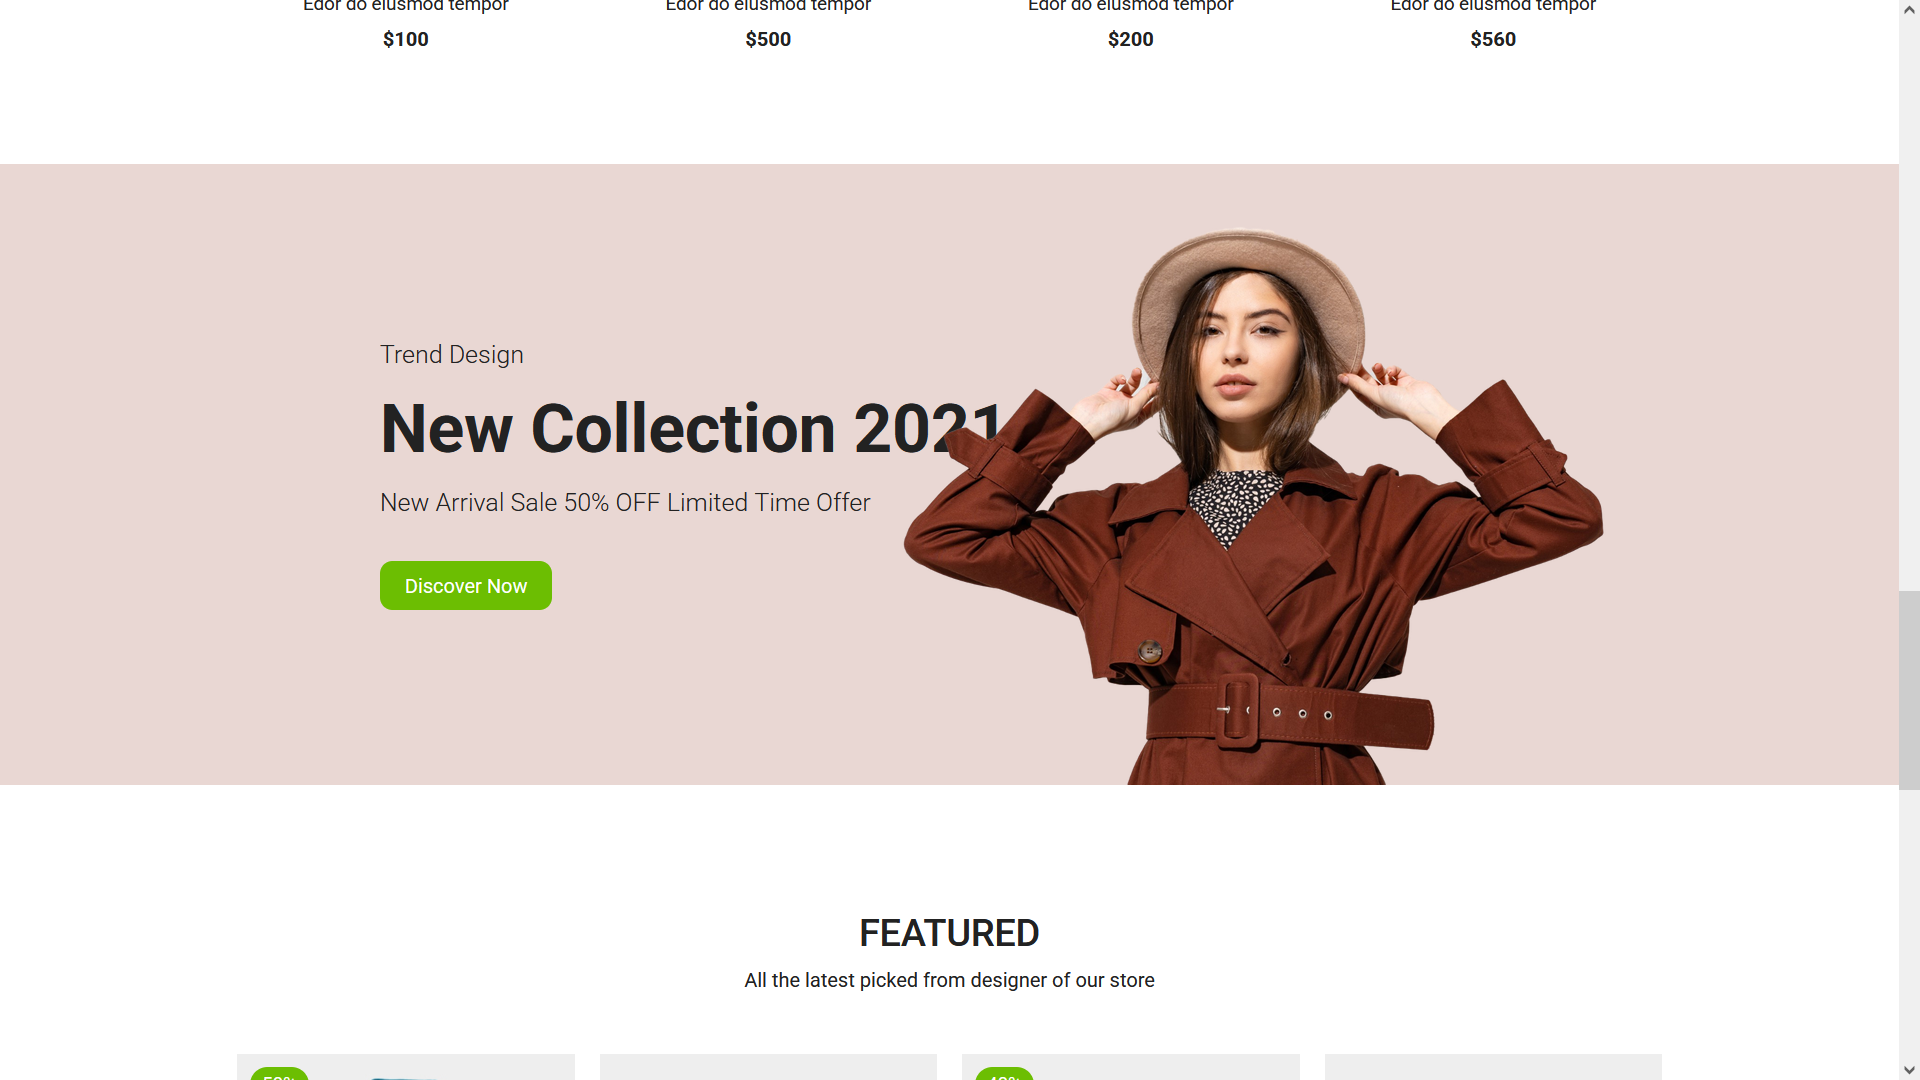 Edor do eiusmod tempor Edor do eiusmod tempor Edor do eiusmod tempor Edor do eiusmod tempor
$100 $500 $200 $560
Trend Design
New Collection 2021
New Arrival Sale 50% OFF Limited Time Offer
Discover Now
FEATURED
All the latest picked from designer of our store